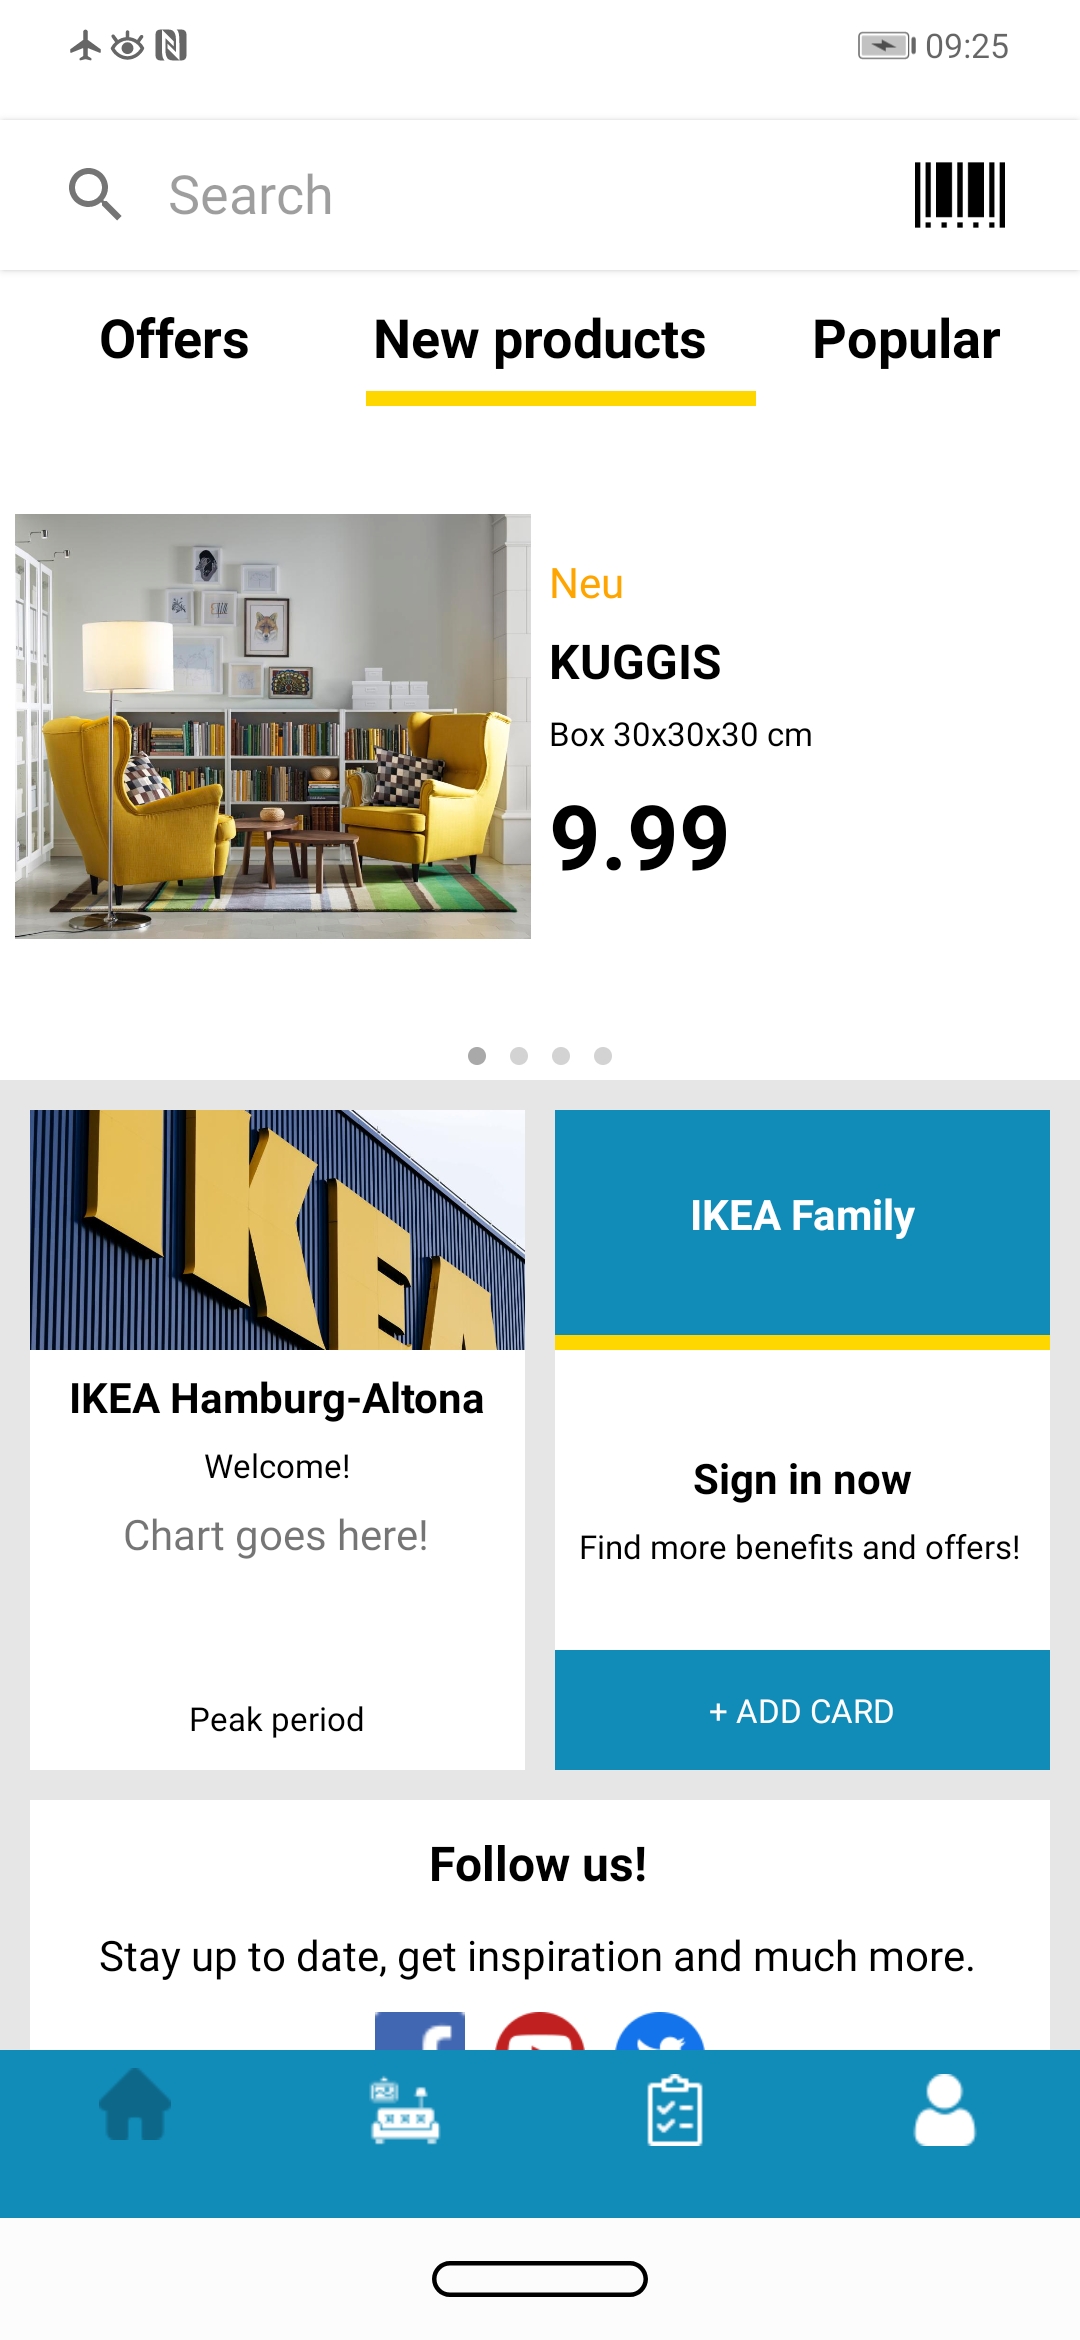 09:25
Search
Offers
New products
Popular
Neu
KUGGIS
Box 30x30x30 cm
9.99
IKEA
IKEA Family
IKEA Hamburg-Altona
Welcome!
Chart goes here!
Peak period
Sign in now
Find more benefits and offers!
+ ADD CARD
Follow us!
Stay up to date, get inspiration and much more.